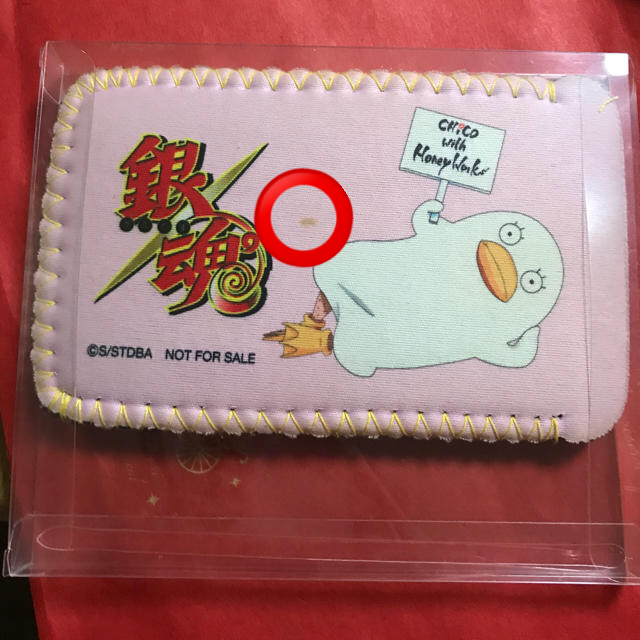 銀魂
CHiCO
with
HoneyWorks
©S/STDBA NOT FOR SALE